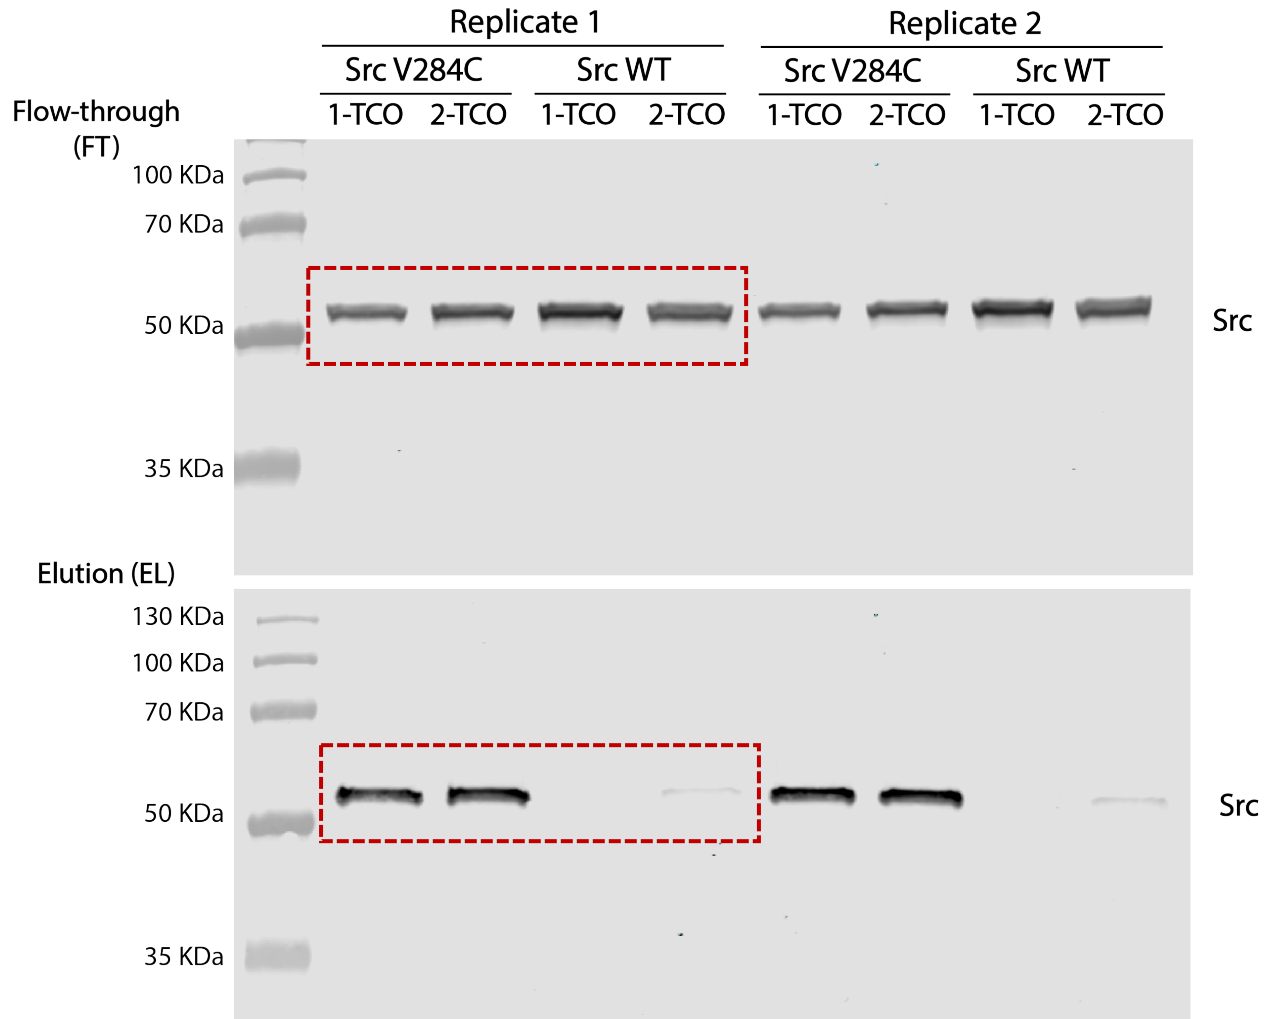 Replicate 1 Replicate 2
Src V284C Src WT Src V284C Src WT
Flow-through 1-TCO 2-TCO 1-TCO 2-TCO 1-TCO 2-TCO 1-TCO 2-TCO
(FT)
100 KDa
70 KDa
50 KDa Src
35 KDa
Elution (EL)
130 KDa
100 KDa
70 KDa
50 KDa Src
35 KDa